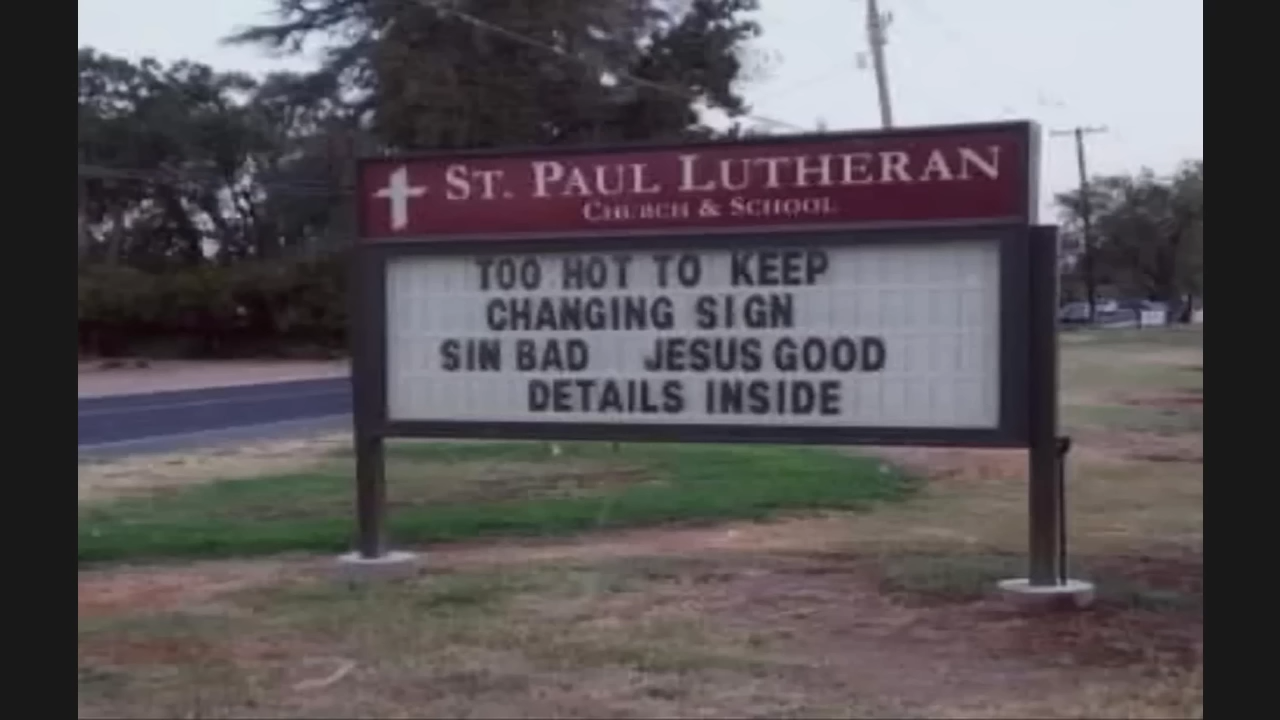 ST. PAUL LUTHERAN
CHURCH & SCHOOL
TOO HOT TO KEEP
CHANGING SIGN
SIN BAD JESUS GOOD
DETAILS INSIDE